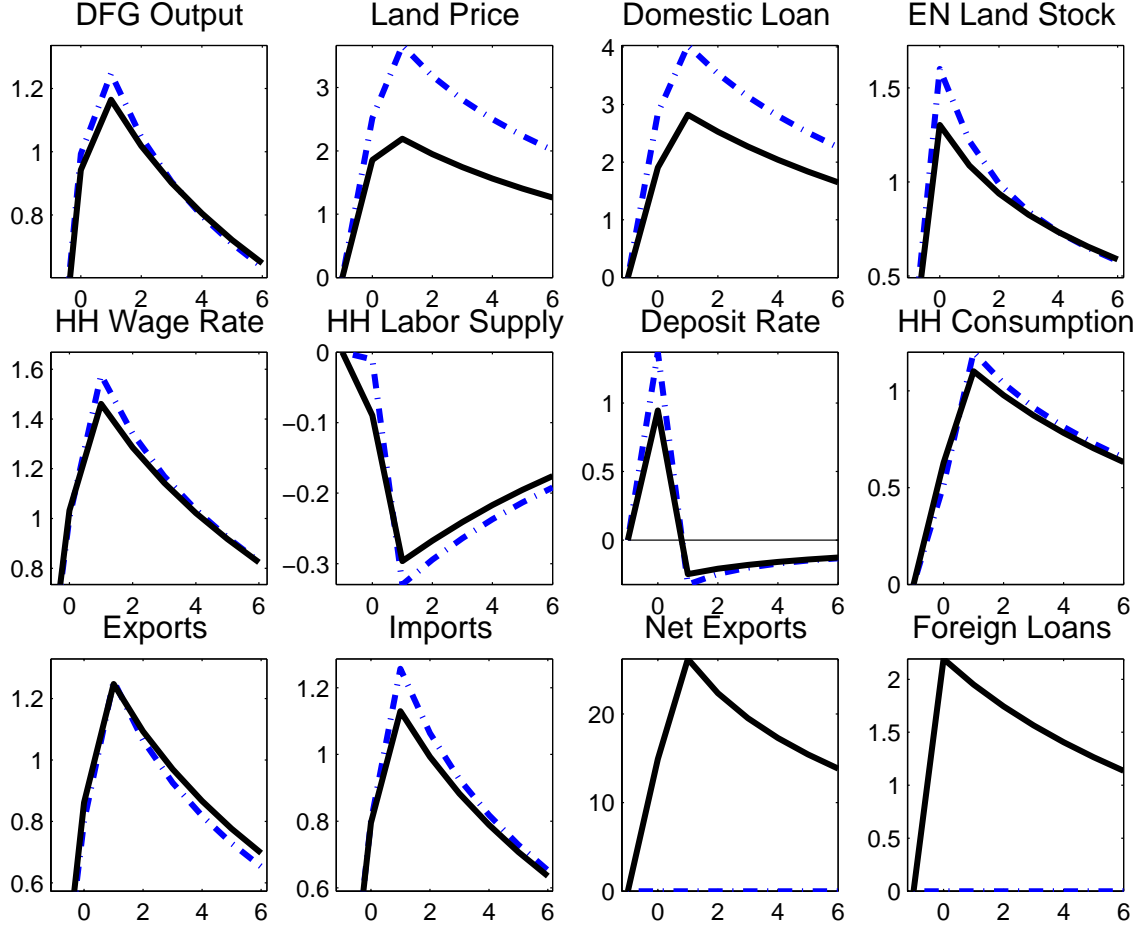 DFG Output
Land Price
Domestic Loan
EN Land Stock
1.2
1
0.8
0 2 4 6
3
2
1
0
0 2 4 6
4
3
2
1
0
0 2 4 6
1.5
1
0.5
0 2 4 6
HH Wage Rate
HH Labor Supply
Deposit Rate
HH Consumption
1.6
1.4
1.2
1
0.8
0 2 4 6
0
−0.1
−0.2
−0.3
0 2 4 6
1
0.5
0
0 2 4 6
1
0.5
0
0 2 4 6
Exports
Imports
Net Exports
Foreign Loans
1.2
1
0.8
0.6
0 2 4 6
1.2
1
0.8
0.6
0 2 4 6
20
10
0
0 2 4 6
2
1.5
1
0.5
0
0 2 4 6